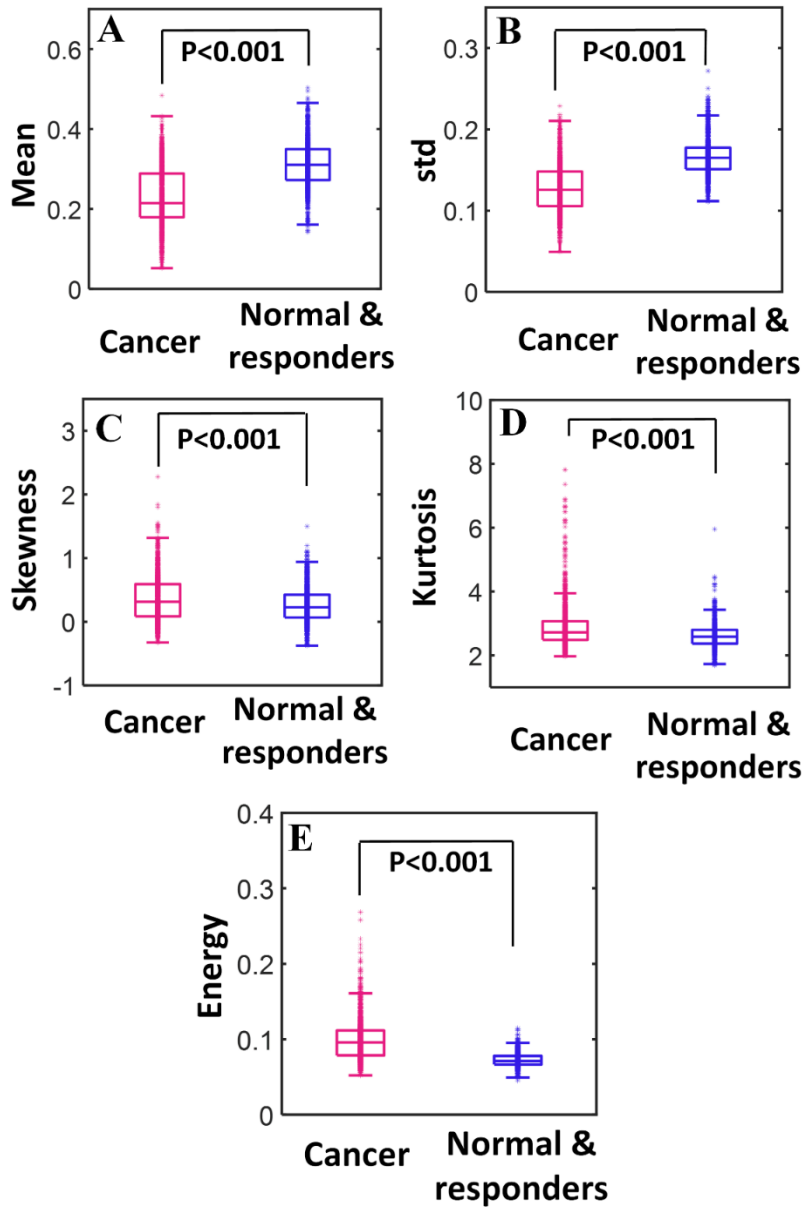 A
P<0.001
Mean
0.6
0.4
0.2
0
Cancer
Normal &
responders
B
P<0.001
std
0.3
0.2
0.1
0
Cancer
Normal &
responders
C
P<0.001
Skewness
3
2
1
0
-1
Cancer
Normal &
responders
D
P<0.001
Kurtosis
10
8
6
4
2
Cancer
Normal &
responders
E
P<0.001
Energy
0.4
0.3
0.2
0.1
0
Cancer
Normal &
responders